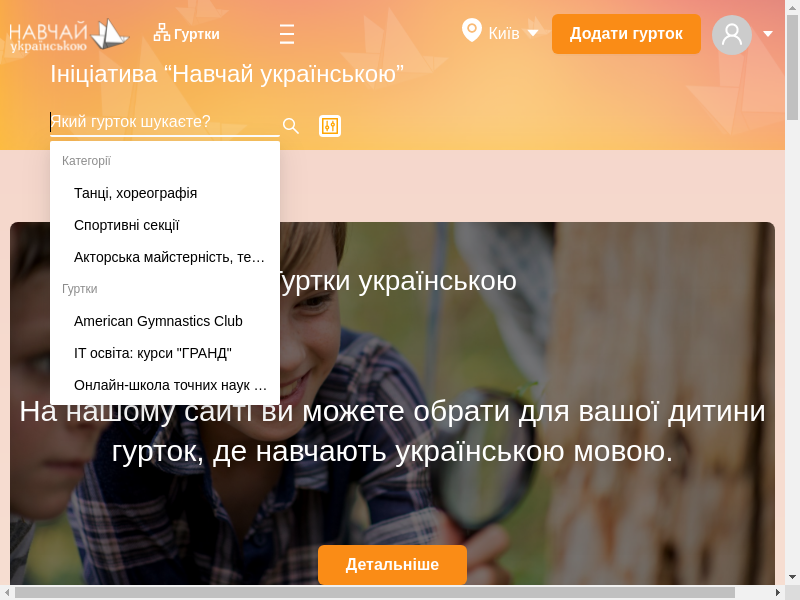 НАВЧАЙ
українською
Гуртки
Київ
Додати гурток
Ініціатива “Навчай українською”
Який гурток шукаєте?
Категорії
Танці, хореографія
Спортивні секції
Акторська майстерність, те…
Гуртки
American Gymnastics Club
ІТ освіта: курси "ГРАНД"
Онлайн-школа точних наук …
Гуртки українською
На нашому сайті ви можете обрати для вашої дитини
гурток, де навчають українською мовою.
Детальніше